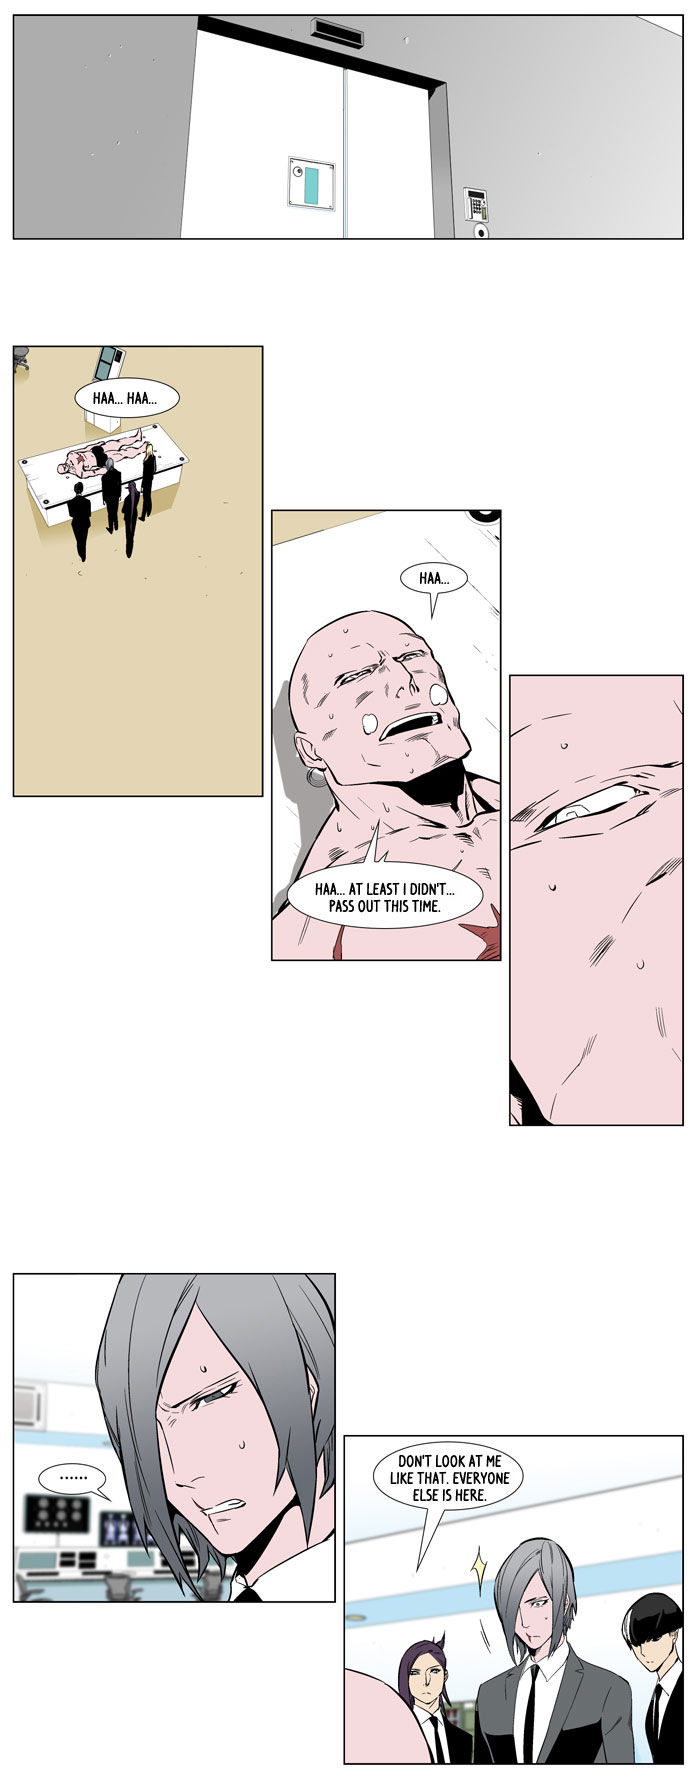 HAA... HAA...
HAA...
HAA... AT LEAST I DIDN'T...
PASS OUT THIS TIME.
......
DON'T LOOK AT ME
LIKE THAT. EVERYONE
ELSE IS HERE.